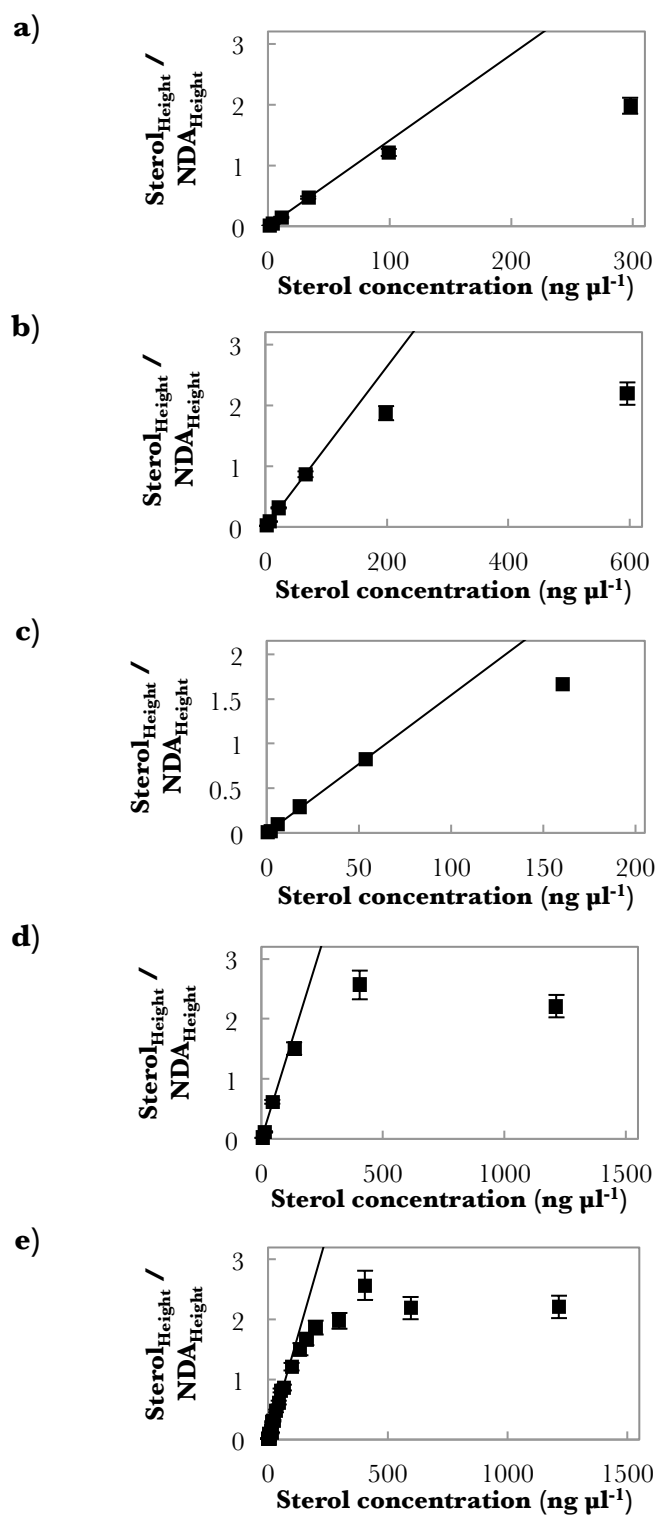 a)
Sterol_Height /
NDA_Height
3
2
1
0
0 100 200 300
Sterol concentration (ng µl⁻¹)
b)
Sterol_Height /
NDA_Height
3
2
1
0
0 200 400 600
Sterol concentration (ng µl⁻¹)
c)
Sterol_Height /
NDA_Height
2
1.5
1
0.5
0
0 50 100 150 200
Sterol concentration (ng µl⁻¹)
d)
Sterol_Height /
NDA_Height
3
2
1
0
0 500 1000 1500
Sterol concentration (ng µl⁻¹)
e)
Sterol_Height /
NDA_Height
3
2
1
0
0 500 1000 1500
Sterol concentration (ng µl⁻¹)